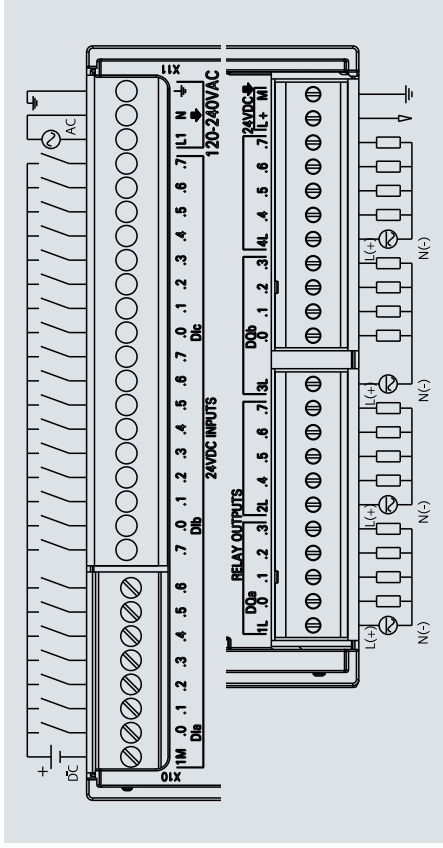 X11
120-240VAC
L1 N ⏚
AC
24VDC INPUTS
DIa
1M .0 .1 .2 .3 .4 .5 .6 .7
DIb
.0 .1 .2 .3 .4 .5 .6 .7
DIc
.0 .1 .2 .3 .4 .5 .6 .7
X10
+
DC
RELAY OUTPUTS
DQa
1L .0 .1 .2 .3
2L .4 .5 .6 .7
DQb
3L .0 .1 .2 .3
4L .4 .5 .6 .7
24VDC
L+ M
L(+)
N(-)
L(+)
N(-)
L(+)
N(-)
L(+)
N(-)